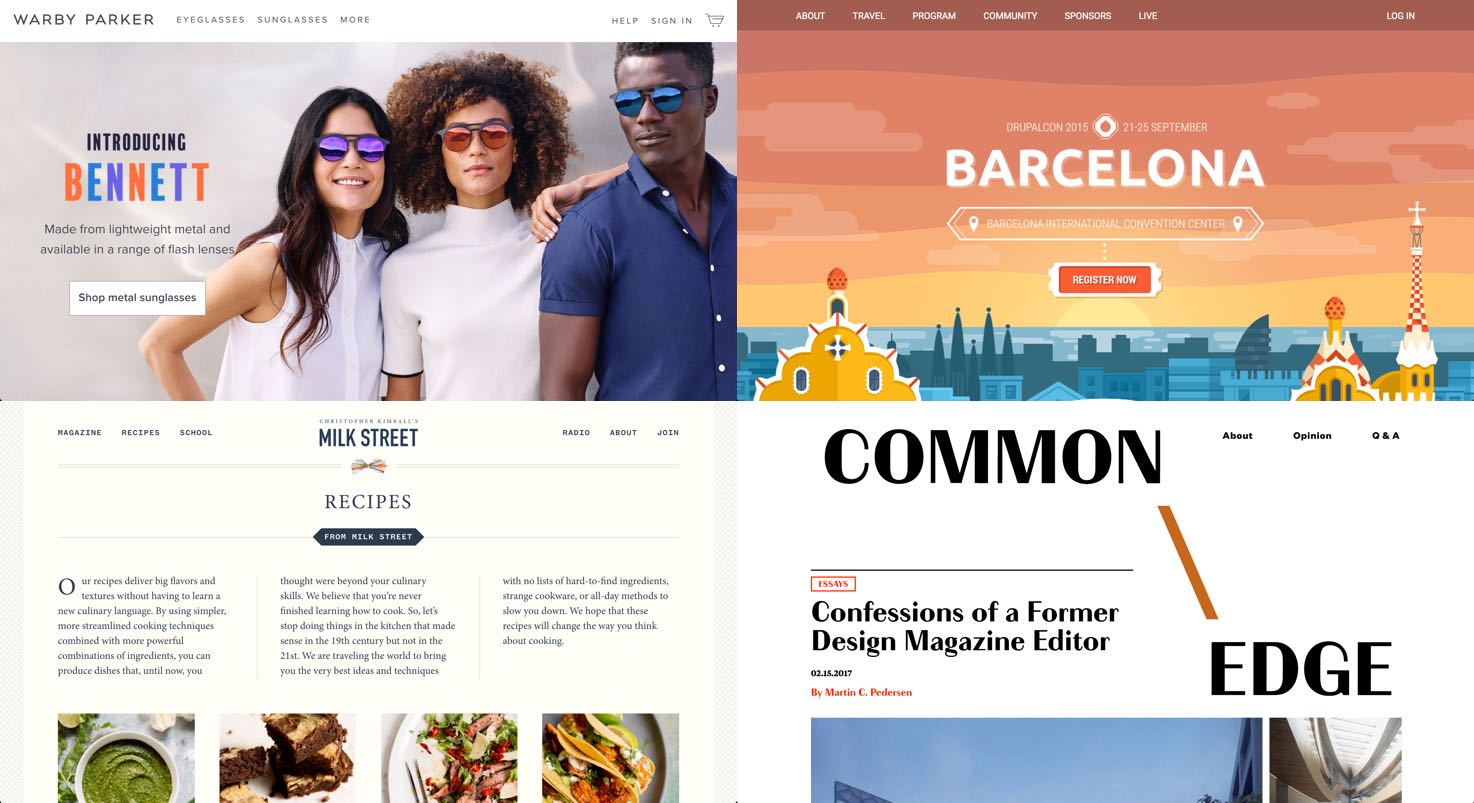 WARBY PARKER
EYEGLASSES SUNGLASSES MORE
HELP SIGN IN
INTRODUCING
BENNETT
Made from lightweight metal and
available in a range of flash lenses.
Shop metal sunglasses
ABOUT TRAVEL PROGRAM COMMUNITY SPONSORS LIVE LOG IN
DRUPALCON 2015 21-25 SEPTEMBER
BARCELONA
BARCELONA INTERNATIONAL CONVENTION CENTER
REGISTER NOW
MAGAZINE RECIPES SCHOOL
CHRISTOPHER KIMBALL'S
MILK STREET
RADIO ABOUT JOIN
RECIPES
FROM MILK STREET
Our recipes deliver big flavors and
textures without having to learn a
new culinary language. By using simpler,
more streamlined cooking techniques
combined with more powerful
combinations of ingredients, you can
produce dishes that, until now, you
thought were beyond your culinary
skills. We believe that you're never
finished learning how to cook. So, let's
stop doing things in the kitchen that made
sense in the 19th century but not in the
21st. We are traveling the world to bring
you the very best ideas and techniques
with no lists of hard-to-find ingredients,
strange cookware, or all-day methods to
slow you down. We hope that these
recipes will change the way you think
about cooking.
COMMON
About Opinion Q & A
EDGE
ESSAYS
Confessions of a Former
Design Magazine Editor
02.15.2017
By Martin C. Pedersen